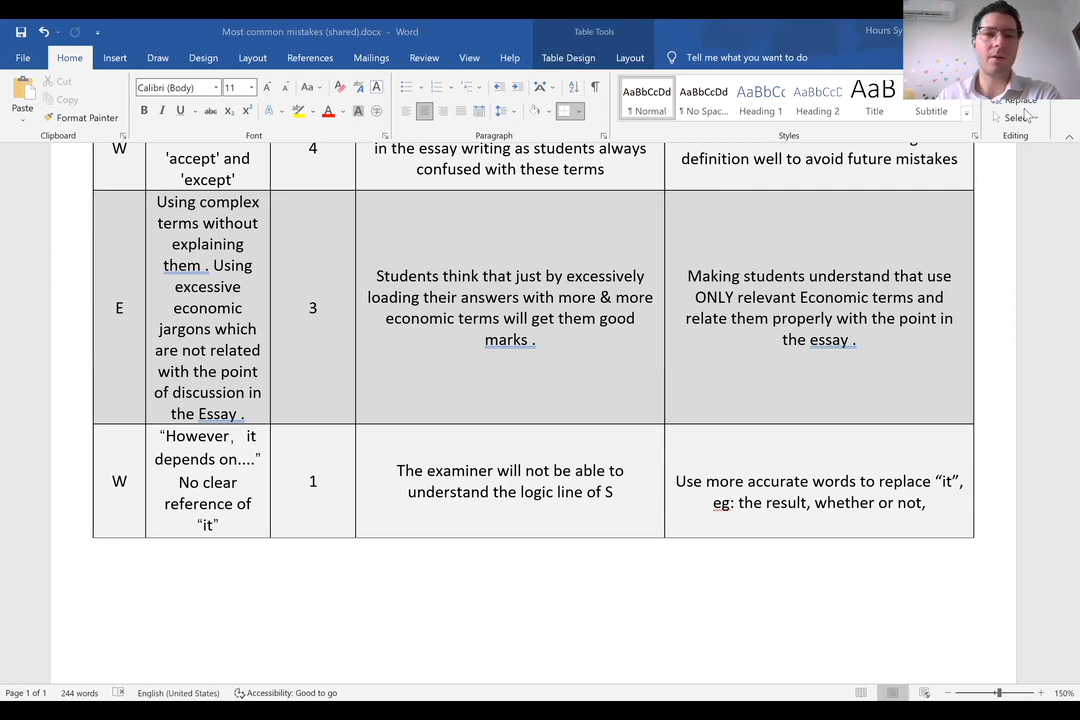 Most common mistakes (shared).docx - Word
Table Tools
Hours Sy
File Home Insert Draw Design Layout References Mailings Review View Help Table Design Layout Tell me what you want to do
Paste
Cut
Copy
Format Painter
Clipboard
Calibri (Body) 11
Font
Paragraph
AaBbCcDd AaBbCcDd AaBbCc AaBbCcD AaB AaBbCcD
¶ Normal ¶ No Spac... Heading 1 Heading 2 Title Subtitle
Styles
Replace
Select
Editing
W
'accept' and
'except'
4
in the essay writing as students always
confused with these terms
definition well to avoid future mistakes
E
Using complex
terms without
explaining
them . Using
excessive
economic
jargons which
are not related
with the point
of discussion in
the Essay .
3
Students think that just by excessively
loading their answers with more & more
economic terms will get them good
marks .
Making students understand that use
ONLY relevant Economic terms and
relate them properly with the point in
the essay .
W
“However, it
depends on....”
No clear
reference of
“it”
1
The examiner will not be able to
understand the logic line of S
Use more accurate words to replace “it”,
eg: the result, whether or not,
Page 1 of 1 244 words English (United States) Accessibility: Good to go 150%